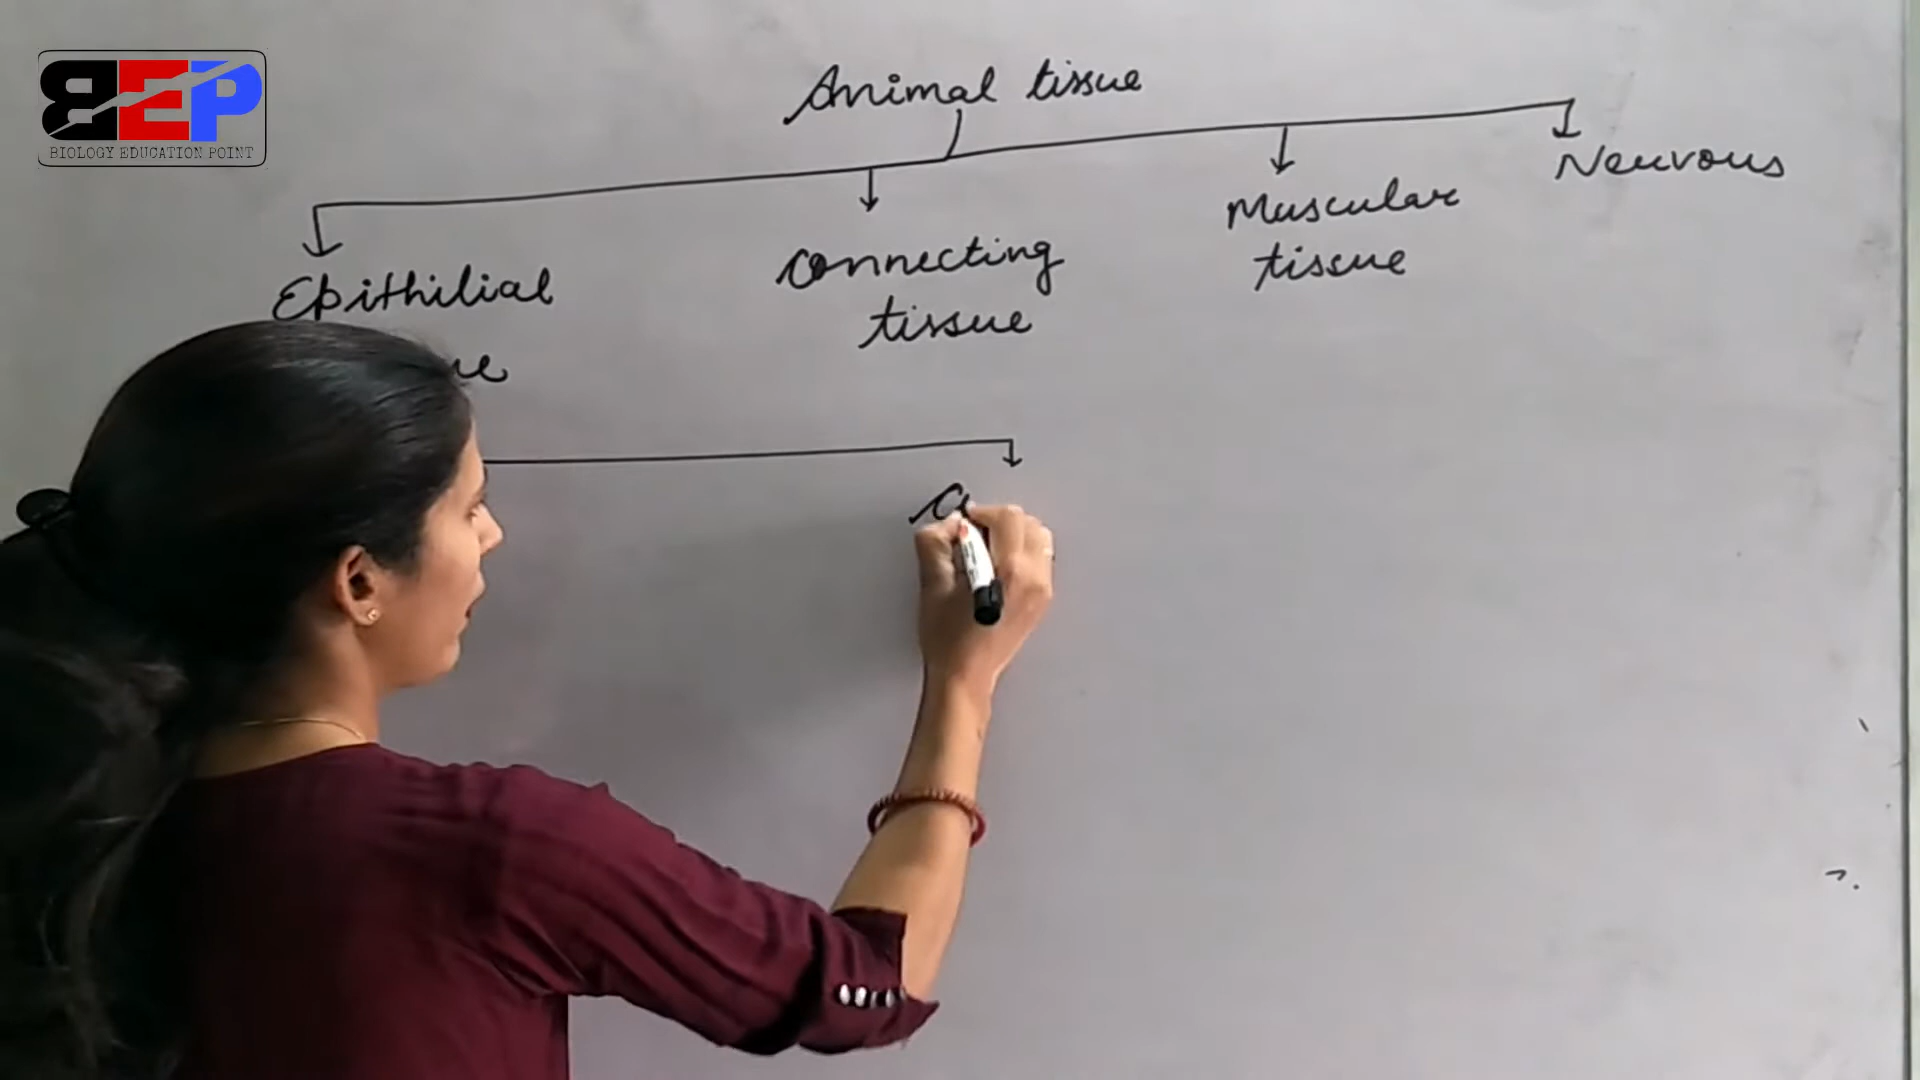 BEP
BIOLOGY EDUCATION POINT
Animal tissue
Epithilial
Connecting
tissue
Muscular
tissue
Nervous